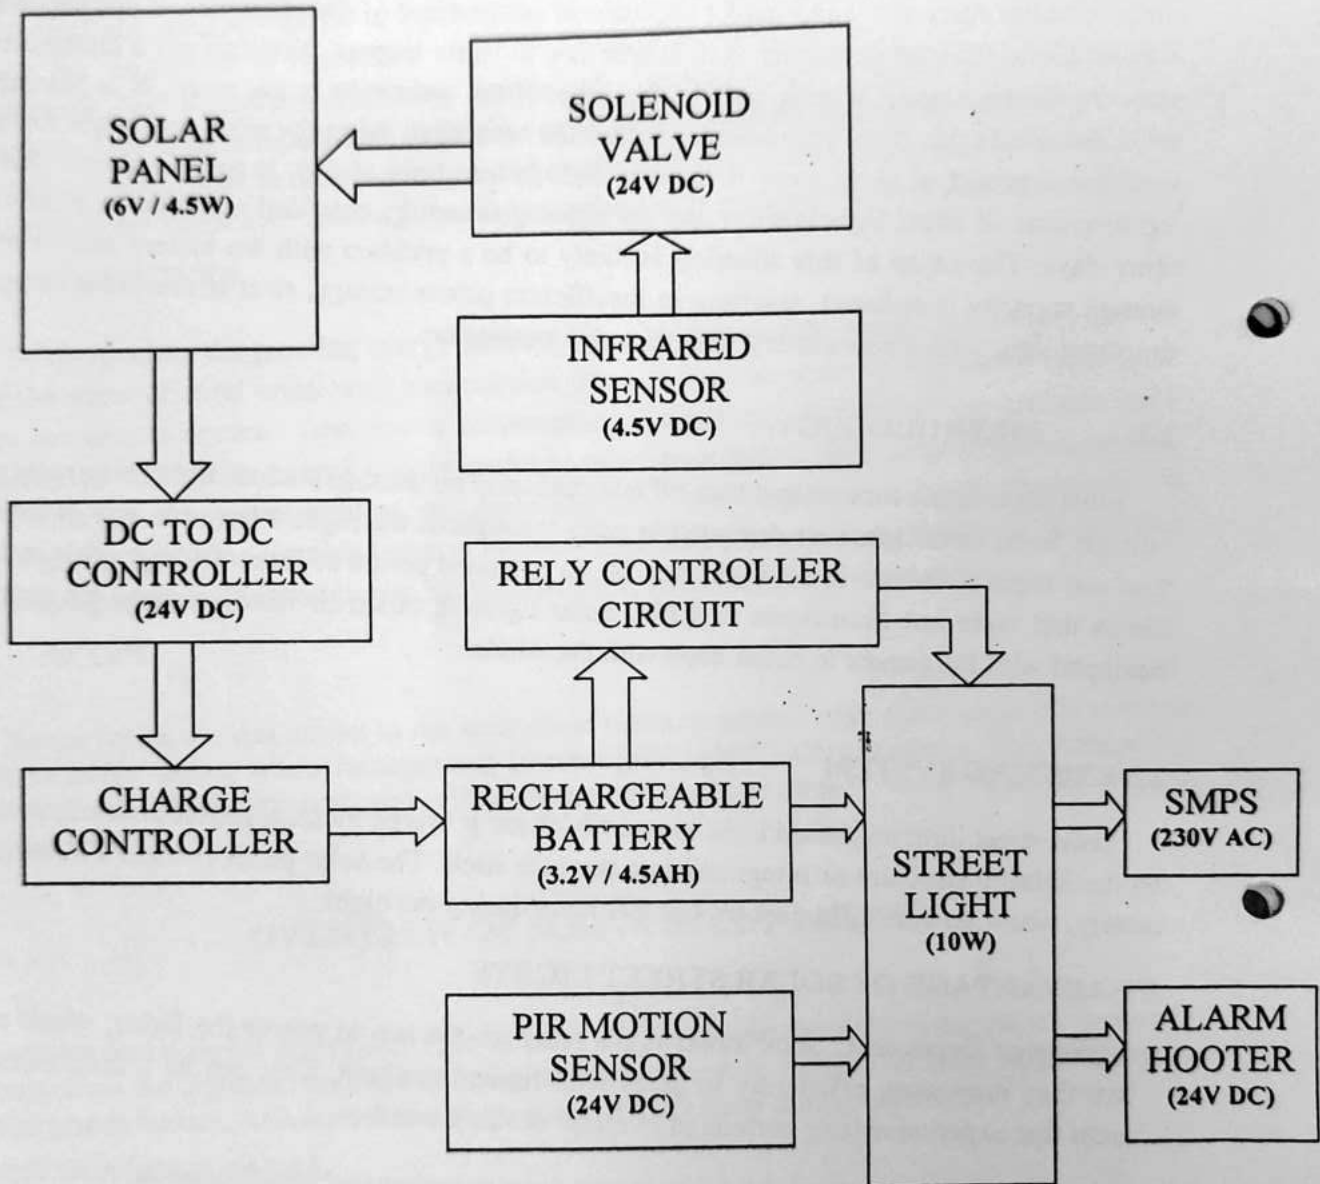 SOLAR
PANEL
(6V / 4.5W)
SOLENOID
VALVE
(24V DC)
INFRARED
SENSOR
(4.5V DC)
DC TO DC
CONTROLLER
(24V DC)
RELY CONTROLLER
CIRCUIT
CHARGE
CONTROLLER
RECHARGEABLE
BATTERY
(3.2V / 4.5AH)
STREET
LIGHT
(10W)
SMPS
(230V AC)
PIR MOTION
SENSOR
(24V DC)
ALARM
HOOTER
(24V DC)